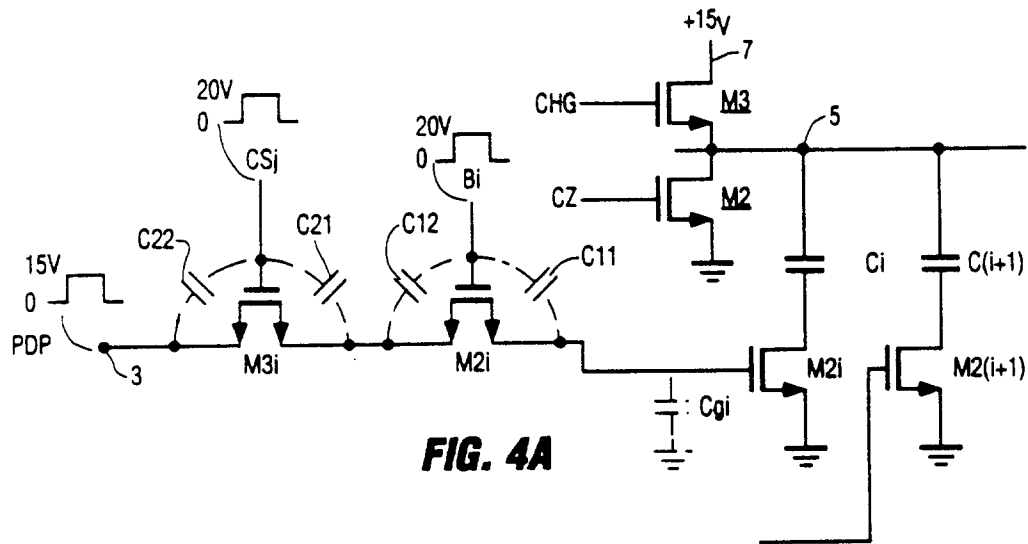 +15V
7
CHG
M3
5
20V
0
CSj
20V
0
Bi
CZ
M2
C22
C21
C12
C11
15V
0
PDP
3
M3i
M2i
Ci
C(i+1)
M2i
M2(i+1)
: Cgi
FIG. 4A